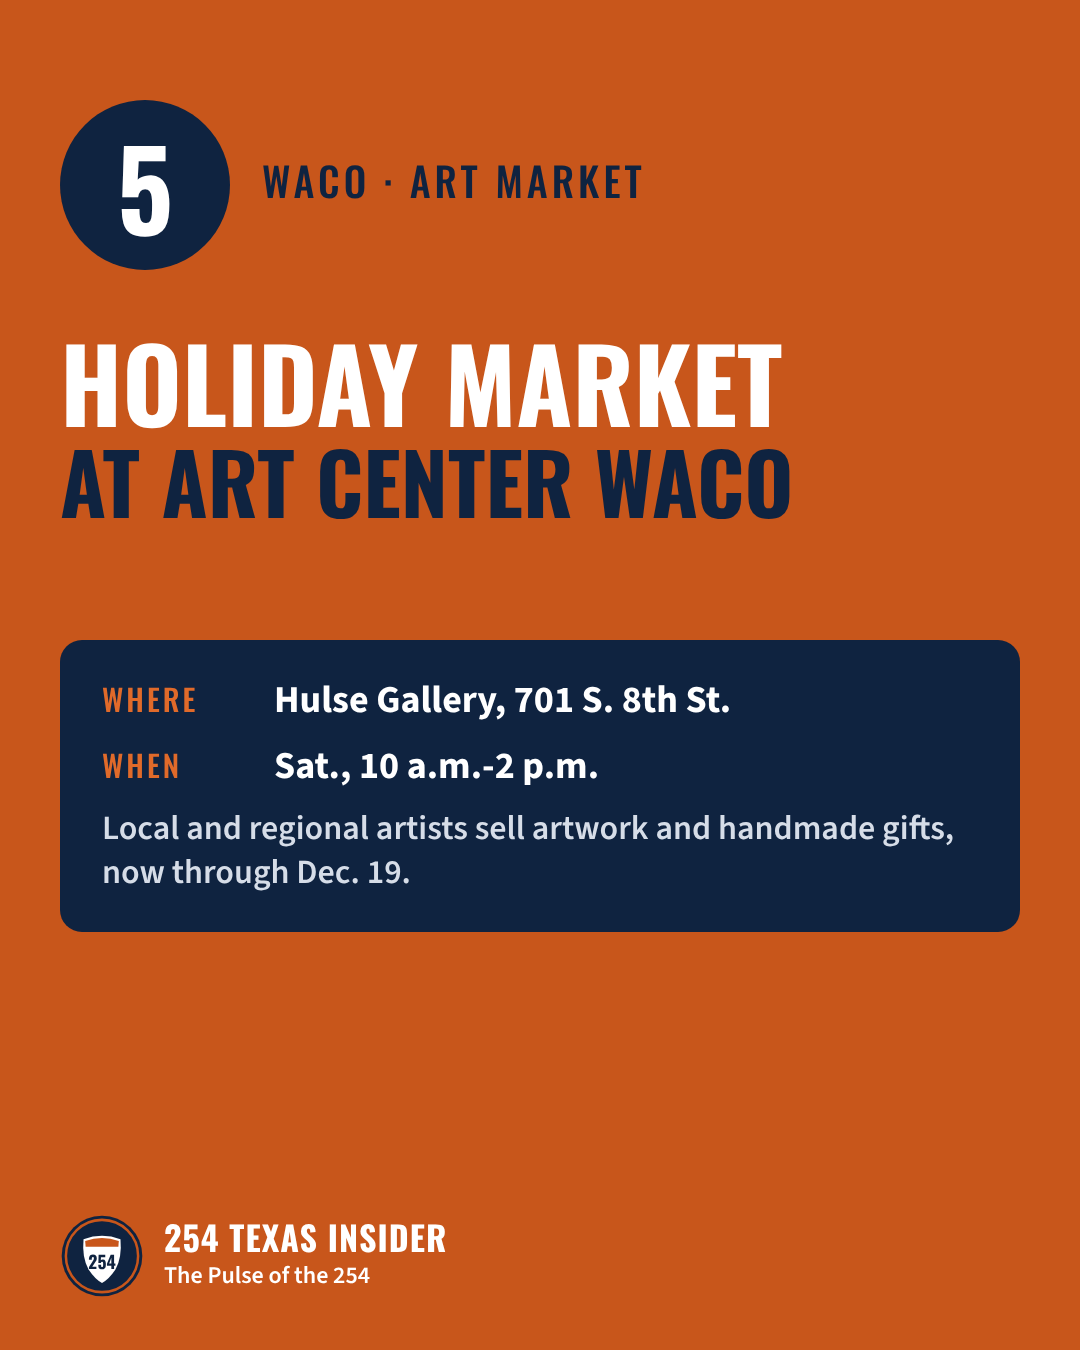 5
WACO · ART MARKET
HOLIDAY MARKET
AT ART CENTER WACO
WHERE Hulse Gallery, 701 S. 8th St.
WHEN Sat., 10 a.m.-2 p.m.
Local and regional artists sell artwork and handmade gifts,
now through Dec. 19.
254
254 TEXAS INSIDER
The Pulse of the 254